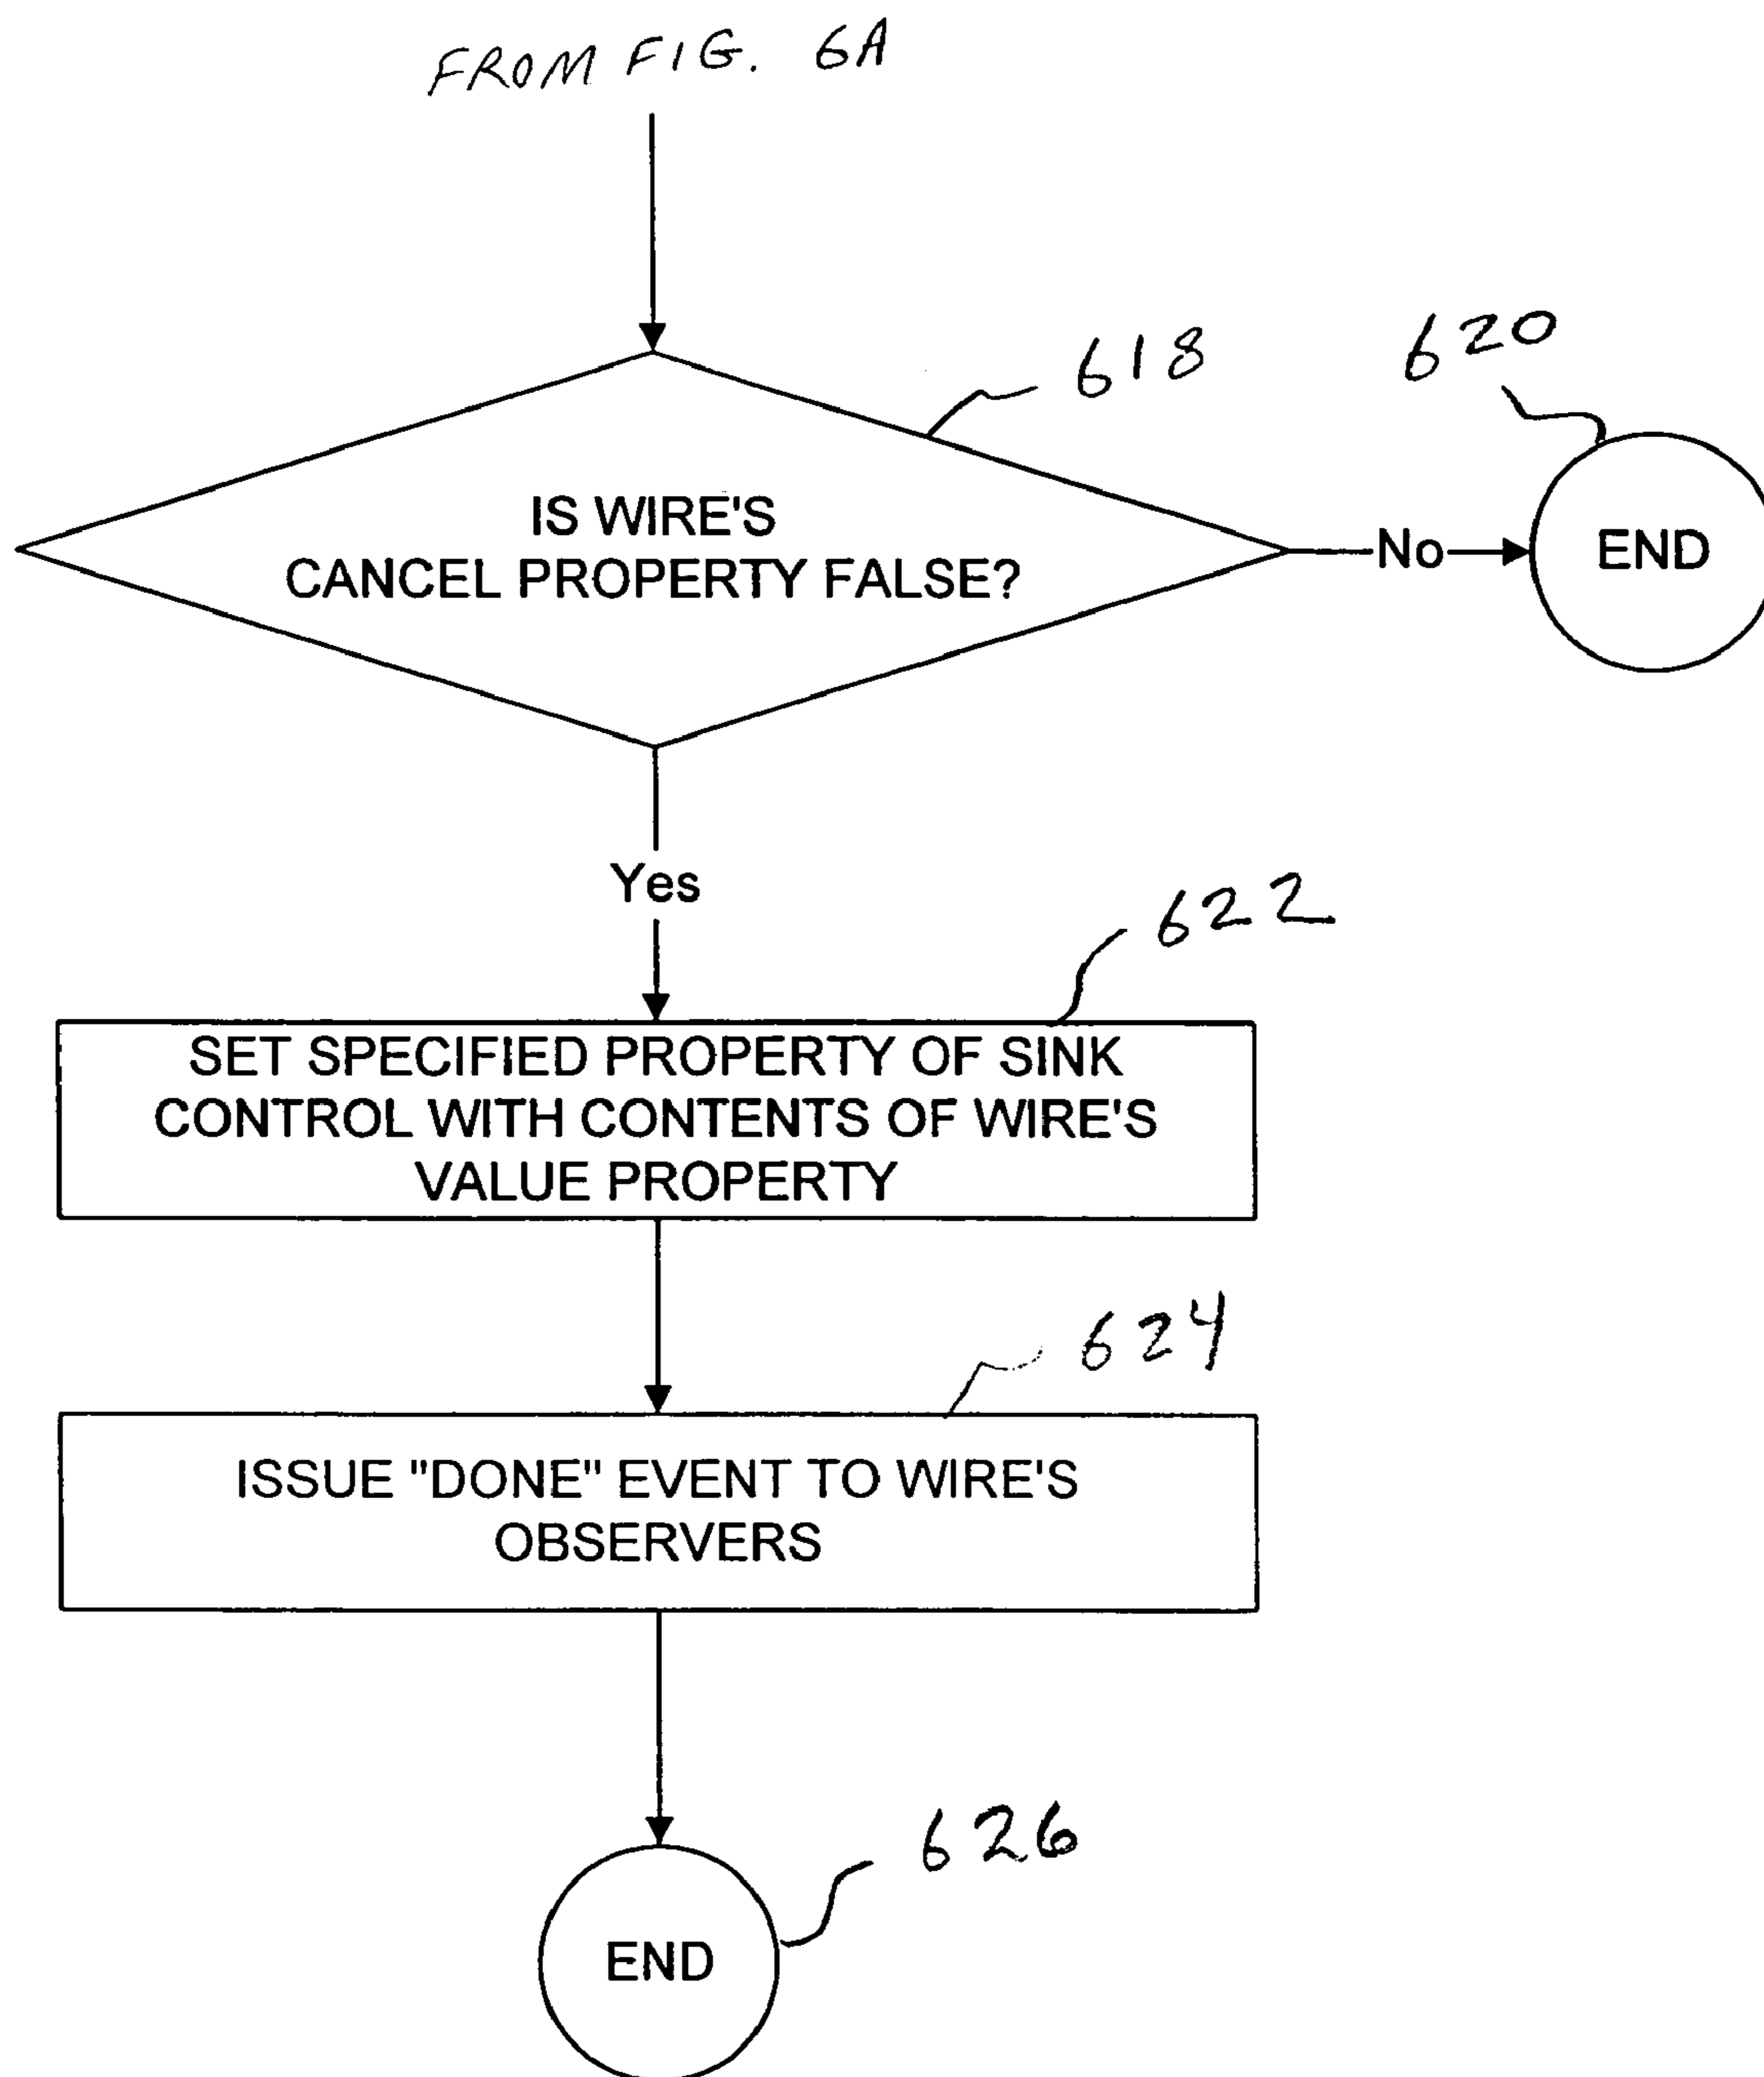 FROM FIG. 6A
618
620
IS WIRE'S
CANCEL PROPERTY FALSE?
No
END
Yes
622
SET SPECIFIED PROPERTY OF SINK
CONTROL WITH CONTENTS OF WIRE'S
VALUE PROPERTY
624
ISSUE "DONE" EVENT TO WIRE'S
OBSERVERS
626
END